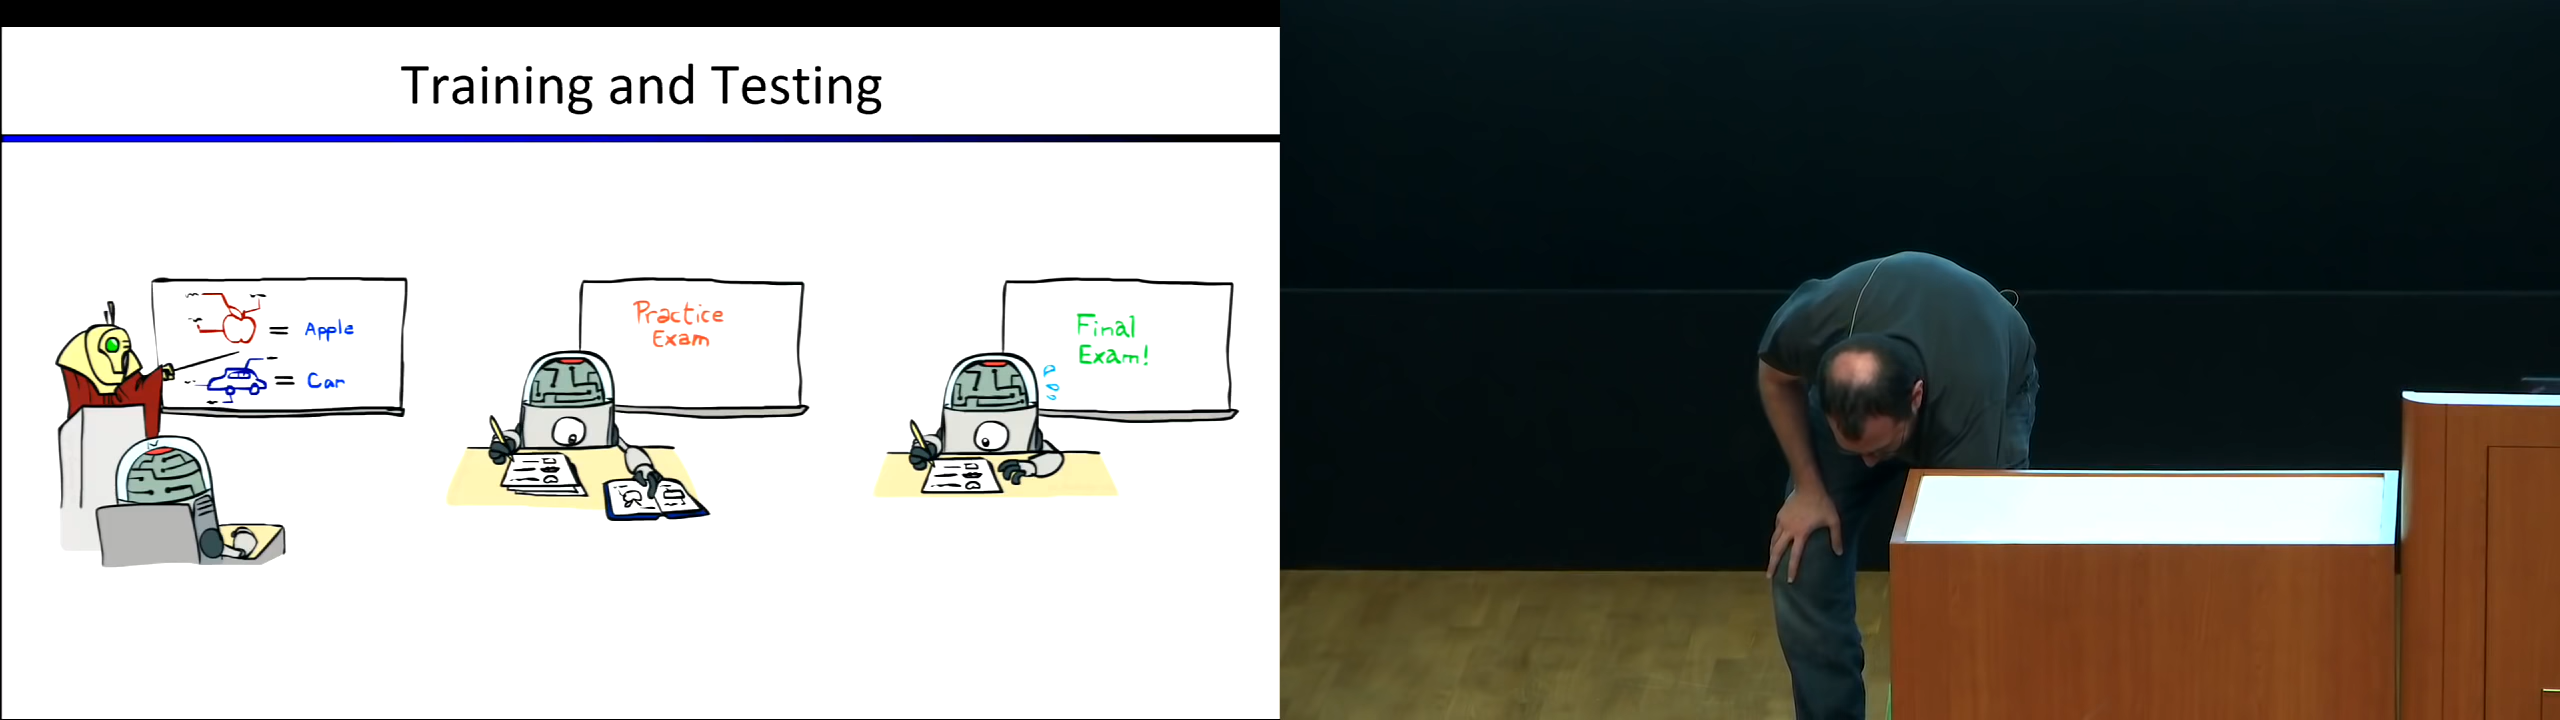 Training and Testing
= Apple
= Car
Practice
Exam
Final
Exam!